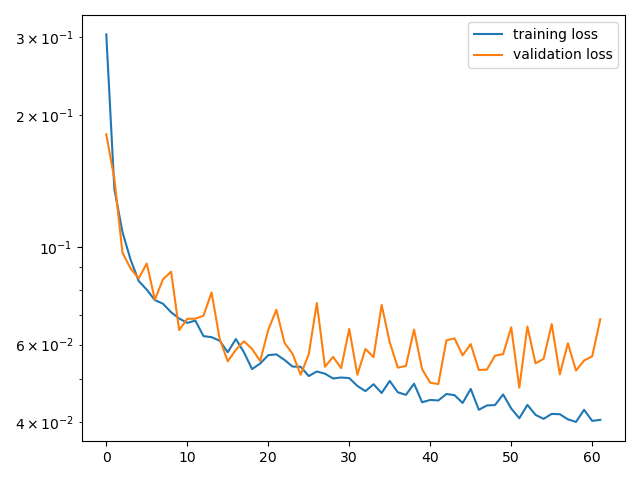 training loss
validation loss
3 × 10⁻¹
2 × 10⁻¹
10⁻¹
6 × 10⁻²
4 × 10⁻²
0 10 20 30 40 50 60